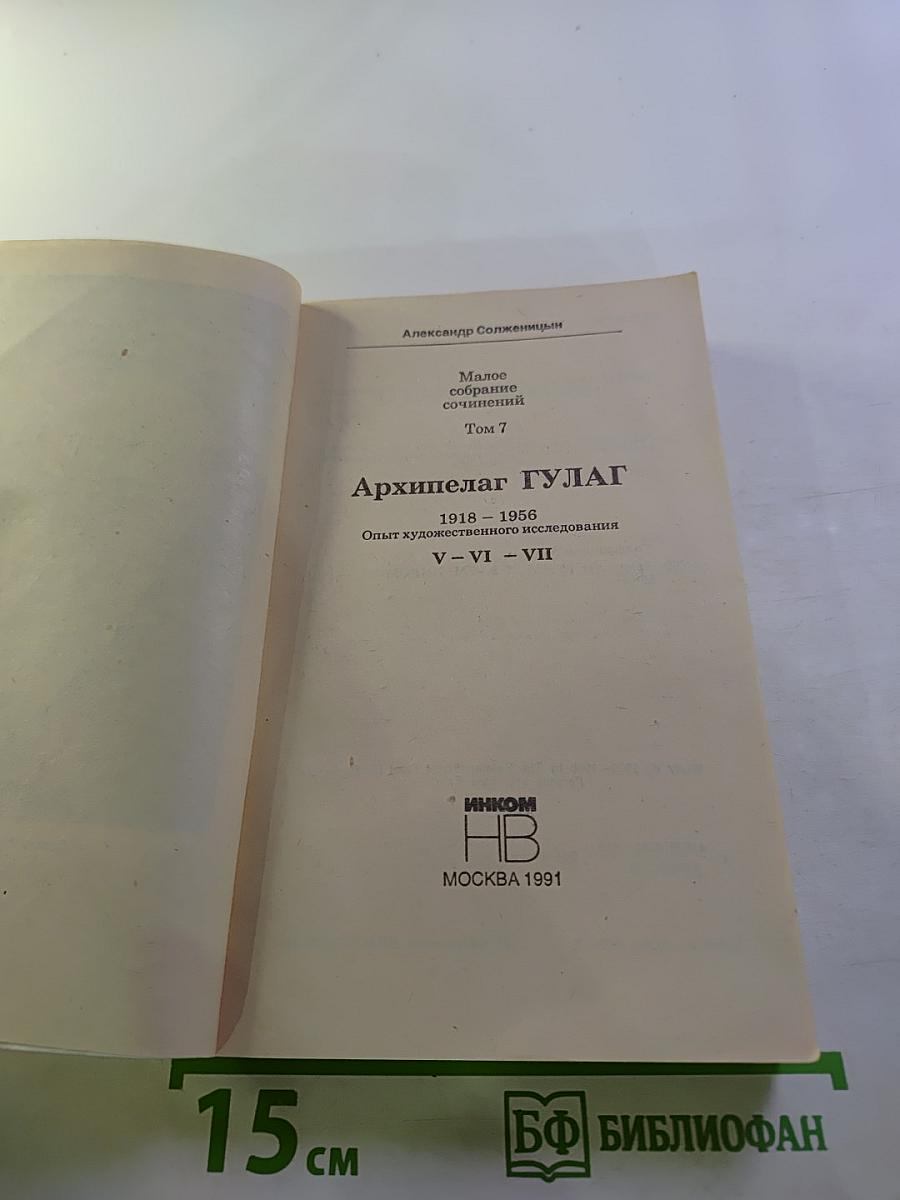 Александр Солженицын
Малое
собрание
сочинений
Том 7
Архипелаг ГУЛАГ
1918 – 1956
Опыт художественного исследования
V – VI – VII
ИНКОМ
НВ
МОСКВА 1991
15 см
БФ БИБЛИОФАН